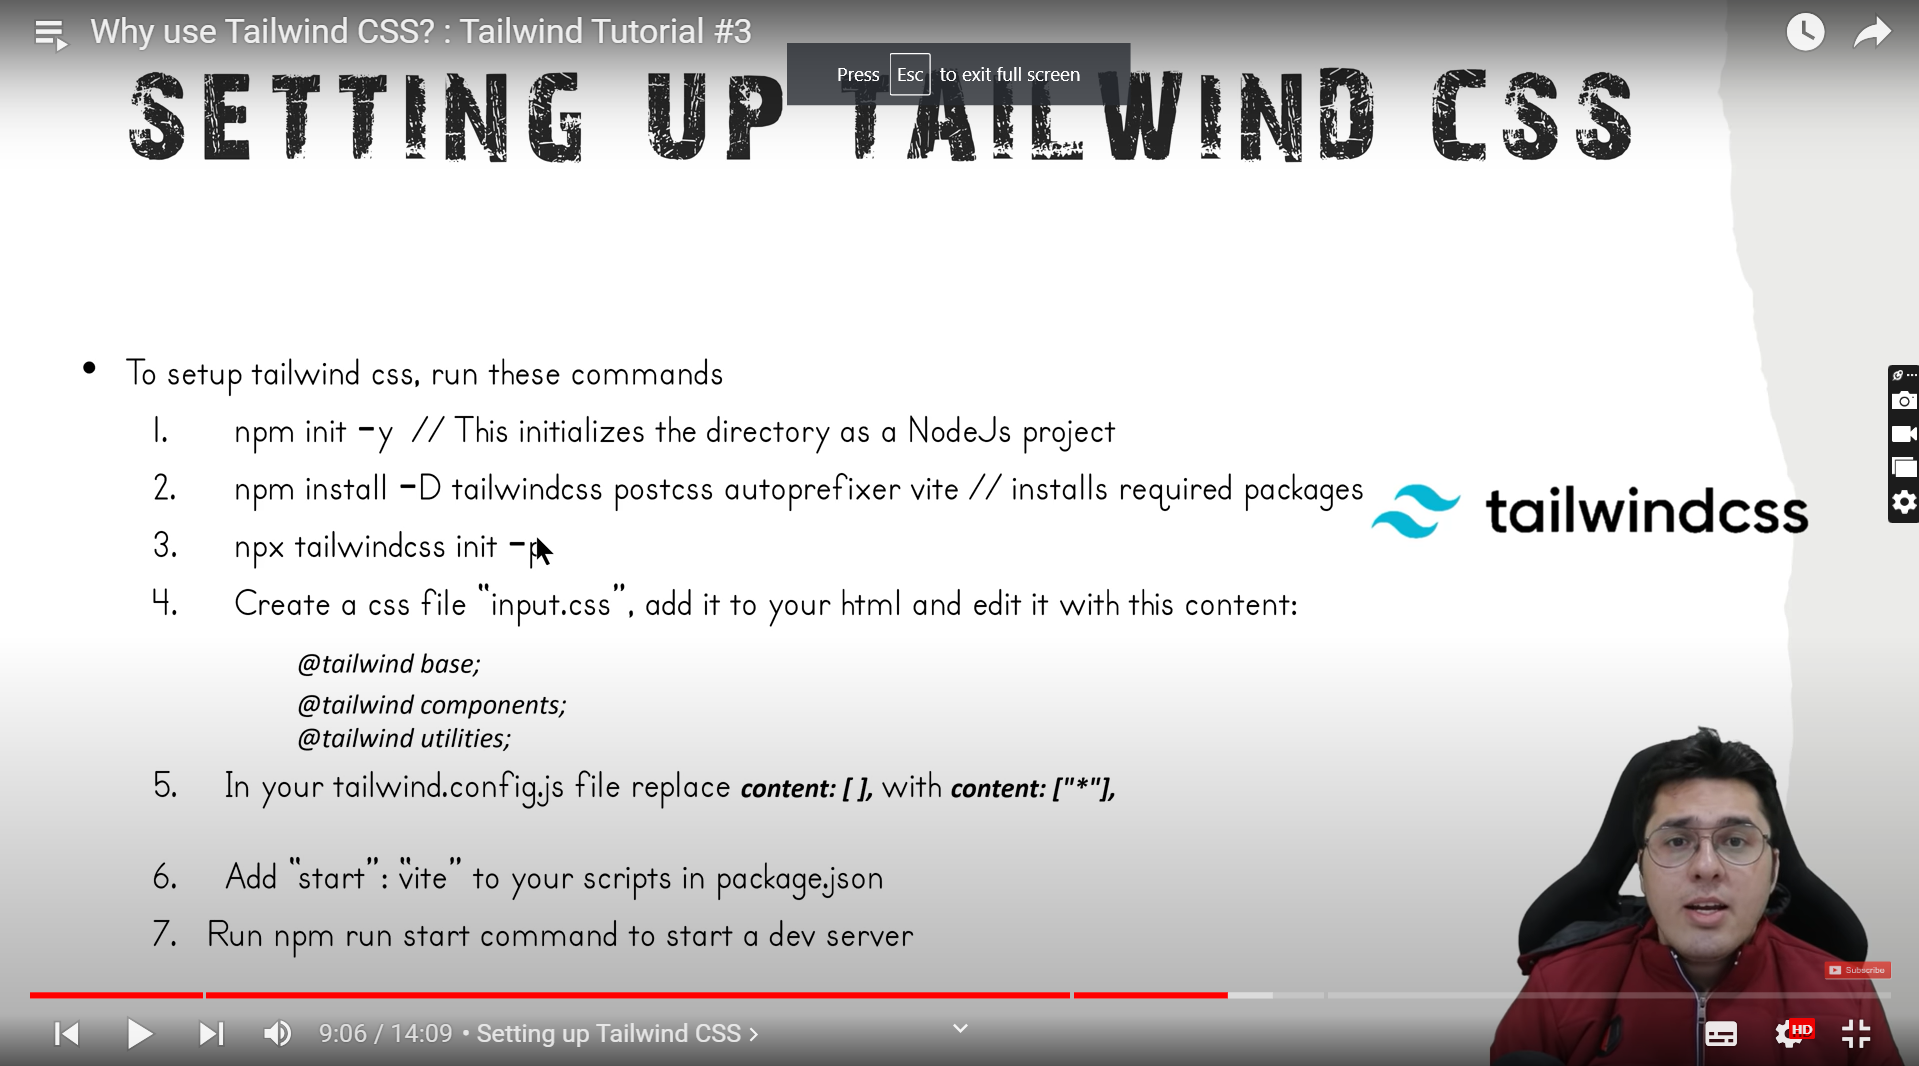 Why use Tailwind CSS? : Tailwind Tutorial #3
Press Esc to exit full screen
SETTING UP TAILWIND CSS
• To setup tailwind css, run these commands
1. npm init -y // This initializes the directory as a NodeJs project
2. npm install -D tailwindcss postcss autoprefixer vite // installs required packages
tailwindcss
3. npx tailwindcss init -p
4. Create a css file “input.css”, add it to your html and edit it with this content:
@tailwind base;
@tailwind components;
@tailwind utilities;
5. In your tailwind.config.js file replace content: [ ], with content: ["*"],
6. Add “start”: “vite” to your scripts in package.json
7. Run npm run start command to start a dev server
Subscribe
9:06 / 14:09 • Setting up Tailwind CSS >
HD